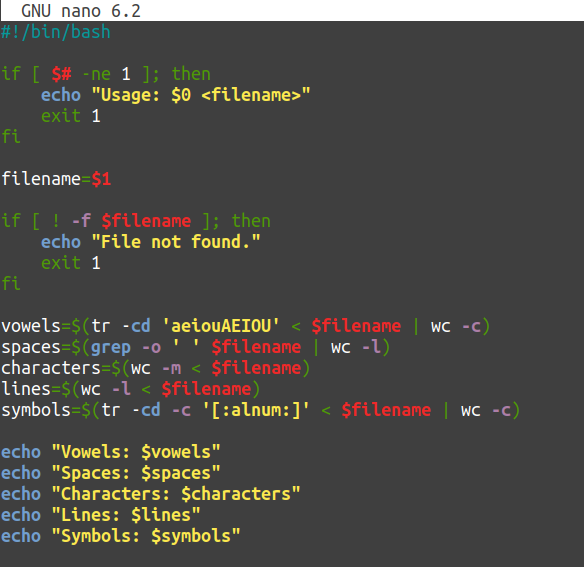 GNU nano 6.2
#!/bin/bash
if [ $# -ne 1 ]; then
    echo "Usage: $0 <filename>"
    exit 1
fi
filename=$1
if [ ! -f $filename ]; then
    echo "File not found."
    exit 1
fi
vowels=$(tr -cd 'aeiouAEIOU' < $filename | wc -c)
spaces=$(grep -o ' ' $filename | wc -l)
characters=$(wc -m < $filename)
lines=$(wc -l < $filename)
symbols=$(tr -cd -c '[:alnum:]' < $filename | wc -c)
echo "Vowels: $vowels"
echo "Spaces: $spaces"
echo "Characters: $characters"
echo "Lines: $lines"
echo "Symbols: $symbols"